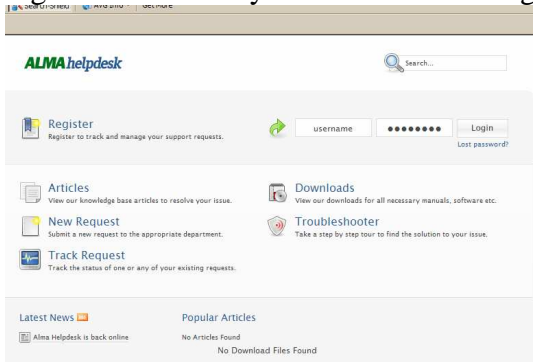 Search-Shield AVG Info Get More
ALMA helpdesk
Search...
Register
Register to track and manage your support requests.
username
Login
Lost password?
Articles
View our knowledge base articles to resolve your issue.
Downloads
View our downloads for all necessary manuals, software etc.
New Request
Submit a new request to the appropriate department.
Troubleshooter
Take a step by step tour to find the solution to your issue.
Track Request
Track the status of one or any of your existing requests.
Latest News
Popular Articles
Alma Helpdesk is back online
No Articles Found
No Download Files Found